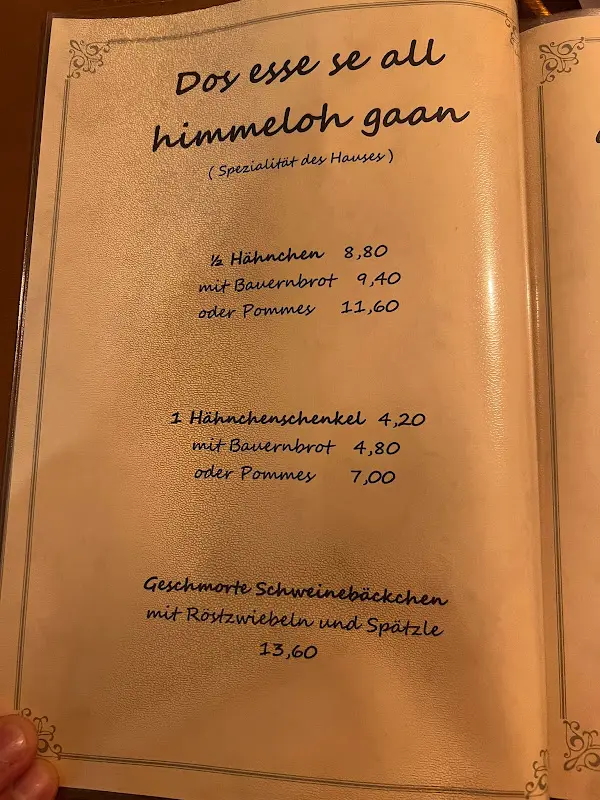 Dos esse se all
himmeloh gaan
( Spezialität des Hauses )
½ Hähnchen 8,80
mit Bauernbrot 9,40
oder Pommes 11,60
1 Hähnchenschenkel 4,20
mit Bauernbrot 4,80
oder Pommes 7,00
Geschmorte Schweinebäckchen
mit Röstzwiebeln und Spätzle
13,60